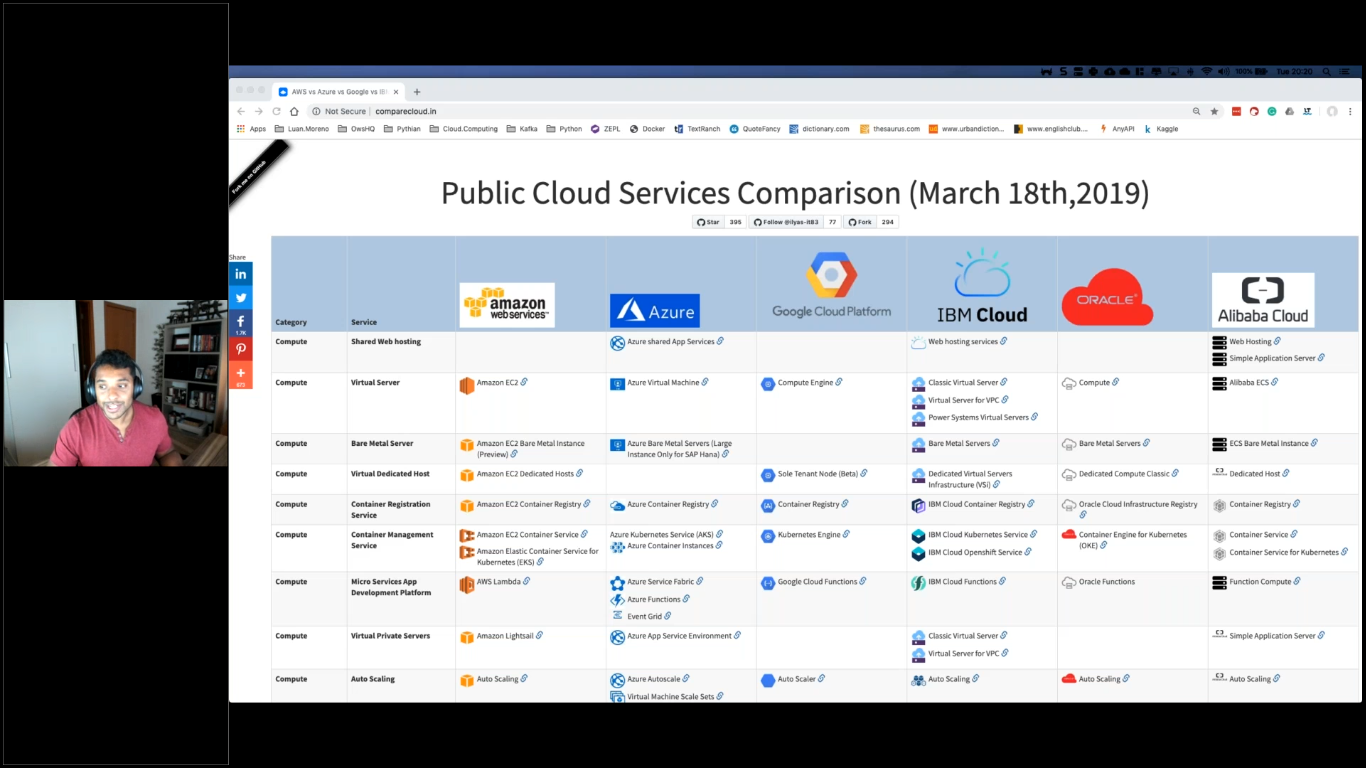 100%
Tue 20:20
AWS vs Azure vs Google vs IB
Not Secure | comparecloud.in
Apps Luan.Moreno OwsHQ Pythian Cloud.Computing Kafka Python ZEPL Docker TextRanch QuoteFancy dictionary.com thesaurus.com www.urbandiction... www.englishclub.... AnyAPI Kaggle
Fork me on GitHub
Public Cloud Services Comparison (March 18th,2019)
Star 395 Follow @ilyas-it83 77 Fork 294
Share
1.7K
Category Service
amazon
web services™
Azure
Google Cloud Platform
IBM Cloud
ORACLE®
Alibaba Cloud
Compute Shared Web hosting Azure shared App Services Web hosting services Web Hosting
Simple Application Server
Compute Virtual Server Amazon EC2 Azure Virtual Machine Compute Engine Classic Virtual Server Compute Alibaba ECS
Virtual Server for VPC
Power Systems Virtual Servers
Compute Bare Metal Server Amazon EC2 Bare Metal Instance Azure Bare Metal Servers (Large Bare Metal Servers Bare Metal Servers ECS Bare Metal Instance
(Preview) Instance Only for SAP Hana)
Compute Virtual Dedicated Host Amazon EC2 Dedicated Hosts Sole Tenant Node (Beta) Dedicated Virtual Servers Dedicated Compute Classic Dedicated Host
Infrastructure (VSI)
Compute Container Registration Amazon EC2 Container Registry Azure Container Registry Container Registry IBM Cloud Container Registry Oracle Cloud Infrastructure Registry Container Registry
Service
Compute Container Management Amazon EC2 Container Service Azure Kubernetes Service (AKS) Kubernetes Engine IBM Cloud Kubernetes Service Container Engine for Kubernetes Container Service
Service Amazon Elastic Container Service for Azure Container Instances IBM Cloud Openshift Service (OKE) Container Service for Kubernetes
Kubernetes (EKS)
Compute Micro Services App AWS Lambda Azure Service Fabric Google Cloud Functions IBM Cloud Functions Oracle Functions Function Compute
Development Platform Azure Functions
Event Grid
Compute Virtual Private Servers Amazon Lightsail Azure App Service Environment Classic Virtual Server Simple Application Server
Virtual Server for VPC
Compute Auto Scaling Auto Scaling Azure Autoscale Auto Scaler Auto Scaling Auto Scaling Auto Scaling
Virtual Machine Scale Sets